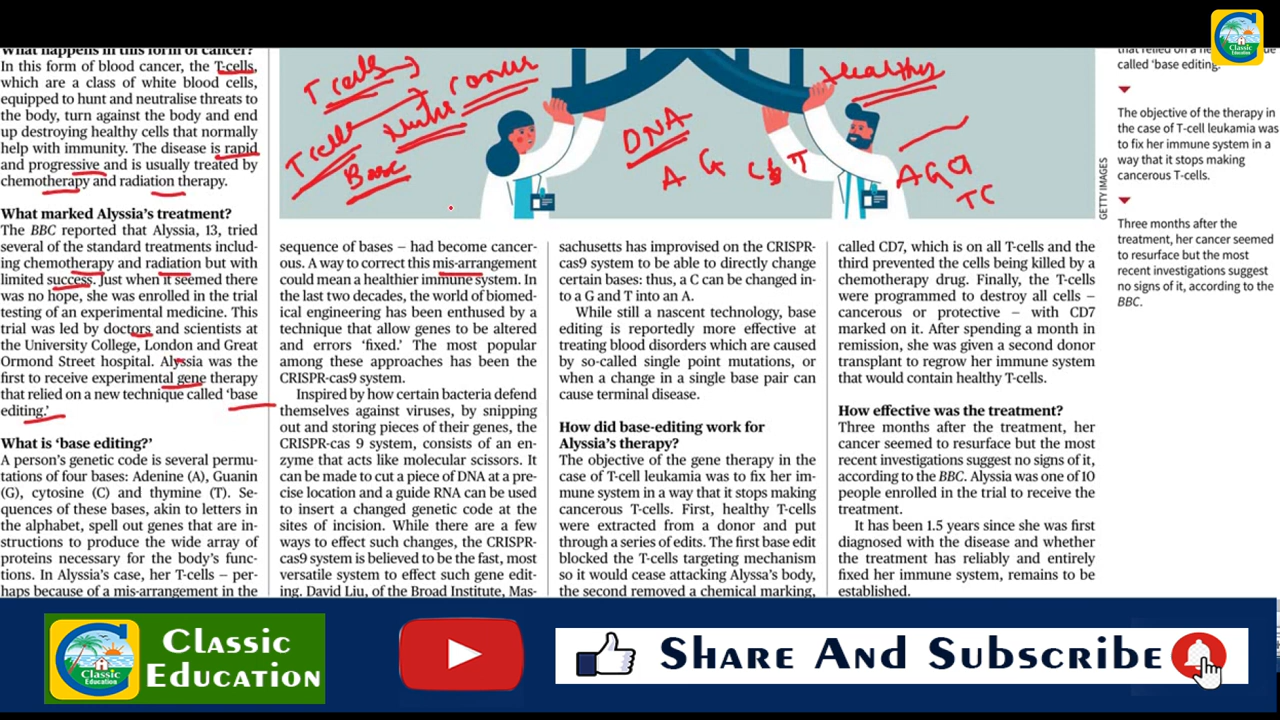 What happens in this form of cancer?
In this form of blood cancer, the T-cells,
which are a class of white blood cells,
equipped to hunt and neutralise threats to
the body, turn against the body and end
up destroying healthy cells that normally
help with immunity. The disease is rapid
and progressive and is usually treated by
chemotherapy and radiation therapy.
What marked Alyssia's treatment?
The BBC reported that Alyssia, 13, tried
several of the standard treatments includ-
ing chemotherapy and radiation but with
limited success. Just when it seemed there
was no hope, she was enrolled in the trial
testing of an experimental medicine. This
trial was led by doctors and scientists at
the University College, London and Great
Ormond Street hospital. Alyssia was the
first to receive experimental gene therapy
that relied on a new technique called 'base
editing.'
What is 'base editing?'
A person's genetic code is several permu-
tations of four bases: Adenine (A), Guanin
(G), cytosine (C) and thymine (T). Se-
quences of these bases, akin to letters in
the alphabet, spell out genes that are in-
structions to produce the wide array of
proteins necessary for the body's func-
tions. In Alyssia's case, her T-cells – per-
haps because of a mis-arrangement in the
T cells
cancer
T cells
Base
DNA
A G C T
Healthy
A G
T C
GETTY IMAGES
sequence of bases – had become cancer-
ous. A way to correct this mis-arrangement
could mean a healthier immune system. In
the last two decades, the world of biomed-
ical engineering has been enthused by a
technique that allow genes to be altered
and errors 'fixed.' The most popular
among these approaches has been the
CRISPR-cas9 system.
Inspired by how certain bacteria defend
themselves against viruses, by snipping
out and storing pieces of their genes, the
CRISPR-cas 9 system, consists of an en-
zyme that acts like molecular scissors. It
can be made to cut a piece of DNA at a pre-
cise location and a guide RNA can be used
to insert a changed genetic code at the
sites of incision. While there are a few
ways to effect such changes, the CRISPR-
cas9 system is believed to be the fast, most
versatile system to effect such gene edit-
ing. David Liu, of the Broad Institute, Mas-
sachusetts has improvised on the CRISPR-
cas9 system to be able to directly change
certain bases: thus, a C can be changed in-
to a G and T into an A.
While still a nascent technology, base
editing is reportedly more effective at
treating blood disorders which are caused
by so-called single point mutations, or
when a change in a single base pair can
cause terminal disease.
How did base-editing work for
Alyssia's therapy?
The objective of the gene therapy in the
case of T-cell leukamia was to fix her im-
mune system in a way that it stops making
cancerous T-cells. First, healthy T-cells
were extracted from a donor and put
through a series of edits. The first base edit
blocked the T-cells targeting mechanism
so it would cease attacking Alyssa's body,
the second removed a chemical marking,
called CD7, which is on all T-cells and the
third prevented the cells being killed by a
chemotherapy drug. Finally, the T-cells
were programmed to destroy all cells –
cancerous or protective – with CD7
marked on it. After spending a month in
remission, she was given a second donor
transplant to regrow her immune system
that would contain healthy T-cells.
How effective was the treatment?
Three months after the treatment, her
cancer seemed to resurface but the most
recent investigations suggest no signs of it,
according to the BBC. Alyssia was one of 10
people enrolled in the trial to receive the
treatment.
It has been 1.5 years since she was first
diagnosed with the disease and whether
the treatment has reliably and entirely
fixed her immune system, remains to be
established.
that relied on a new
called 'base editing.'
The objective of the therapy in
the case of T-cell leukamia was
to fix her immune system in a
way that it stops making
cancerous T-cells.
Three months after the
treatment, her cancer seemed
to resurface but the most
recent investigations suggest
no signs of it, according to the
BBC.
Classic
Education
Classic
Education
Classic
Education
Share And Subscribe